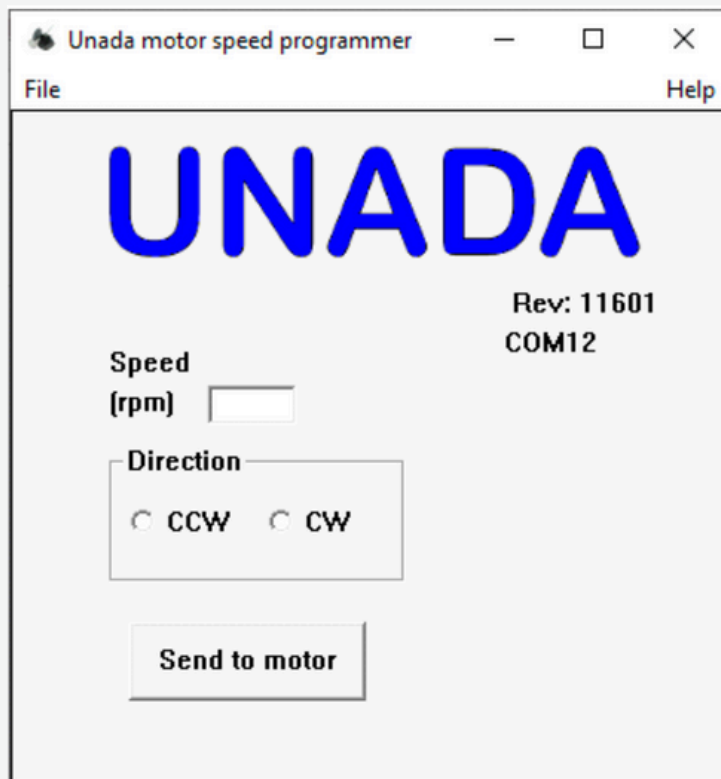 Unada motor speed programmer
File Help
UNADA
Rev: 11601
COM12
Speed
(rpm)
Direction
CCW CW
Send to motor